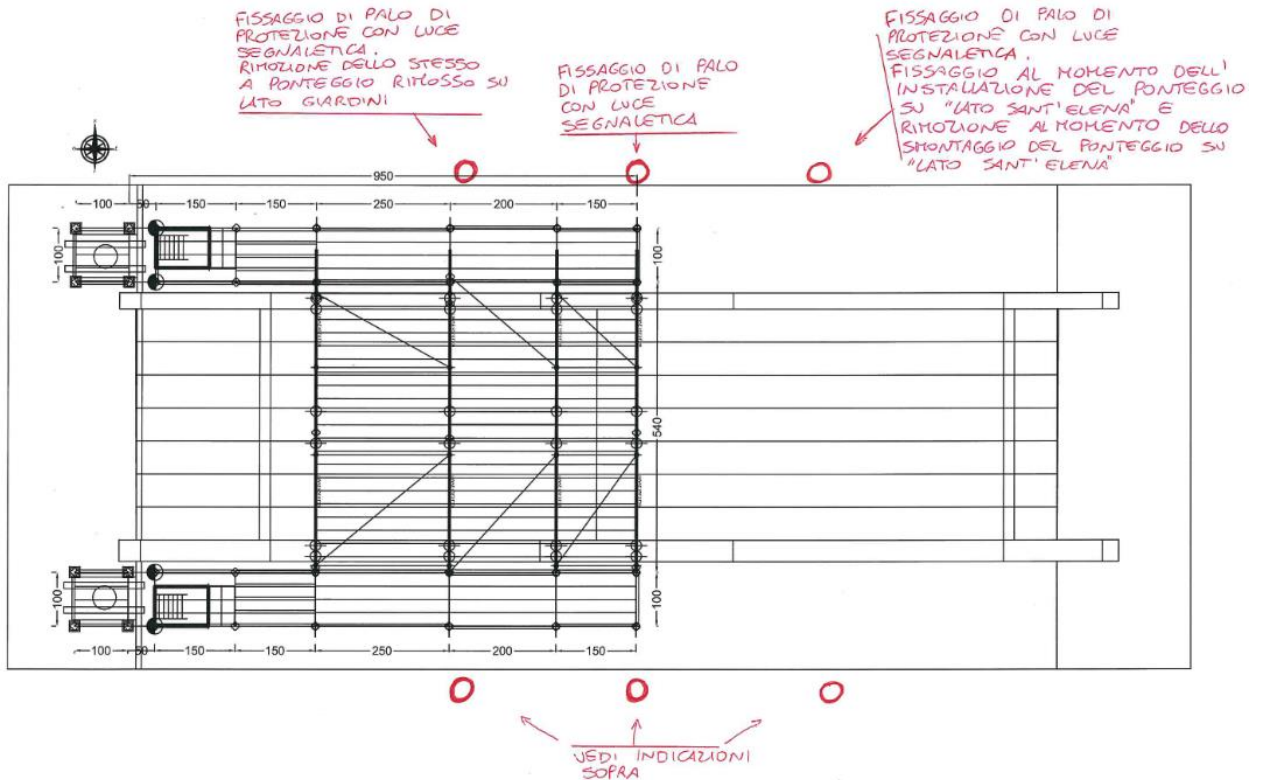 FISSAGGIO DI PALO DI
PROTEZIONE CON LUCE
SEGNALETICA.
RIMOZIONE DELLO STESSO
A PONTEGGIO RIMOSSO SU
LATO GIARDINI
FISSAGGIO DI PALO
DI PROTEZIONE
CON LUCE
SEGNALETICA
FISSAGGIO DI PALO DI
PROTEZIONE CON LUCE
SEGNALETICA.
FISSAGGIO AL MOMENTO DELL'
INSTALLAZIONE DEL PONTEGGIO
SU "LATO SANT'ELENA" E
RIMOZIONE AL MOMENTO DELLO
SMONTAGGIO DEL PONTEGGIO SU
"LATO SANT'ELENA"
950
100 50 150 150 250 200 150
100
100
540
100
100
100 50 150 150 250 200 150
VEDI INDICAZIONI
SOPRA